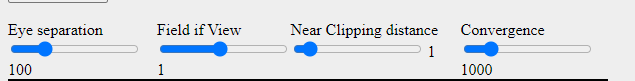 Eye separation Field if View Near Clipping distance Convergence
1
100 1 1000